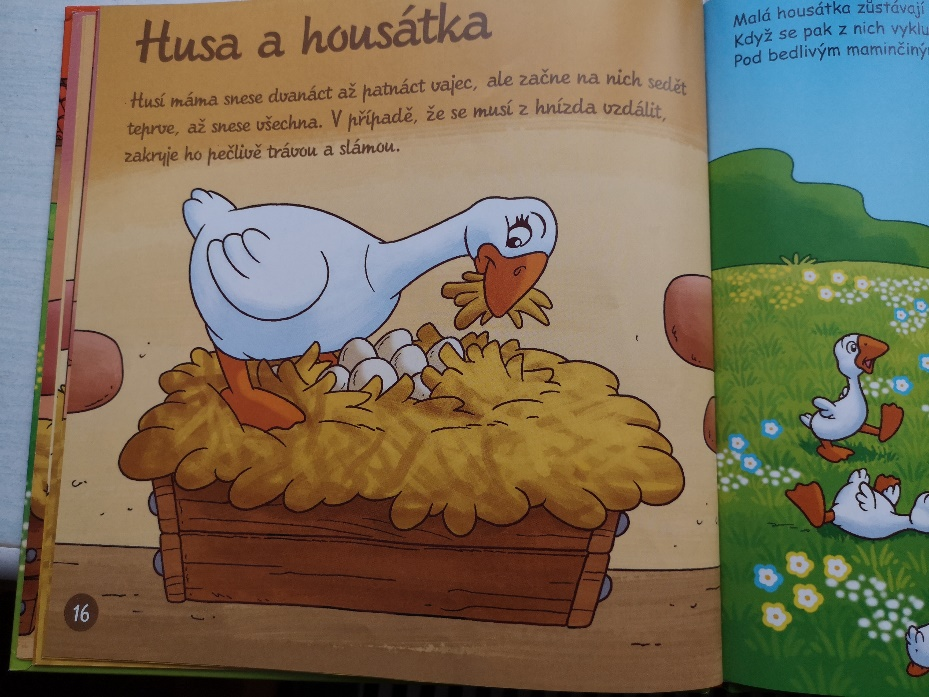 Husa a housátka
Husí máma snese dvanáct až patnáct vajec, ale začne na nich sedět
teprve, až snese všechna. V případě, že se musí z hnízda vzdálit,
zakryje ho pečlivě trávou a slámou.
16
Malá housátka zůstávají
Když se pak z nich
Pod bedlivým